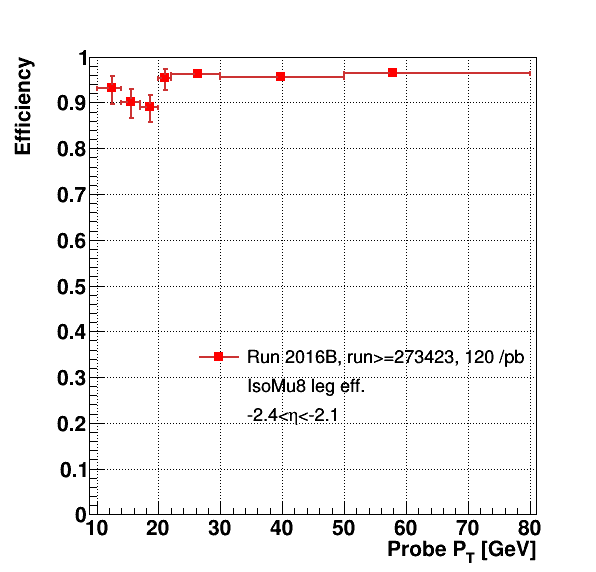 Efficiency
1
0.9
0.8
0.7
0.6
0.5
0.4
0.3
0.2
0.1
0
Run 2016B, run>=273423, 120 /pb
IsoMu8 leg eff.
-2.4<η<-2.1
10 20 30 40 50 60 70 80
Probe P_T [GeV]